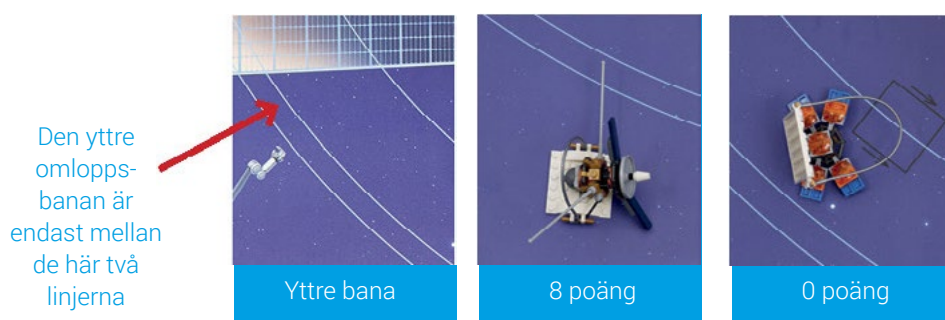 Den yttre
omlopps-
banan är
endast mellan
de här två
linjerna
Yttre bana
8 poäng
0 poäng